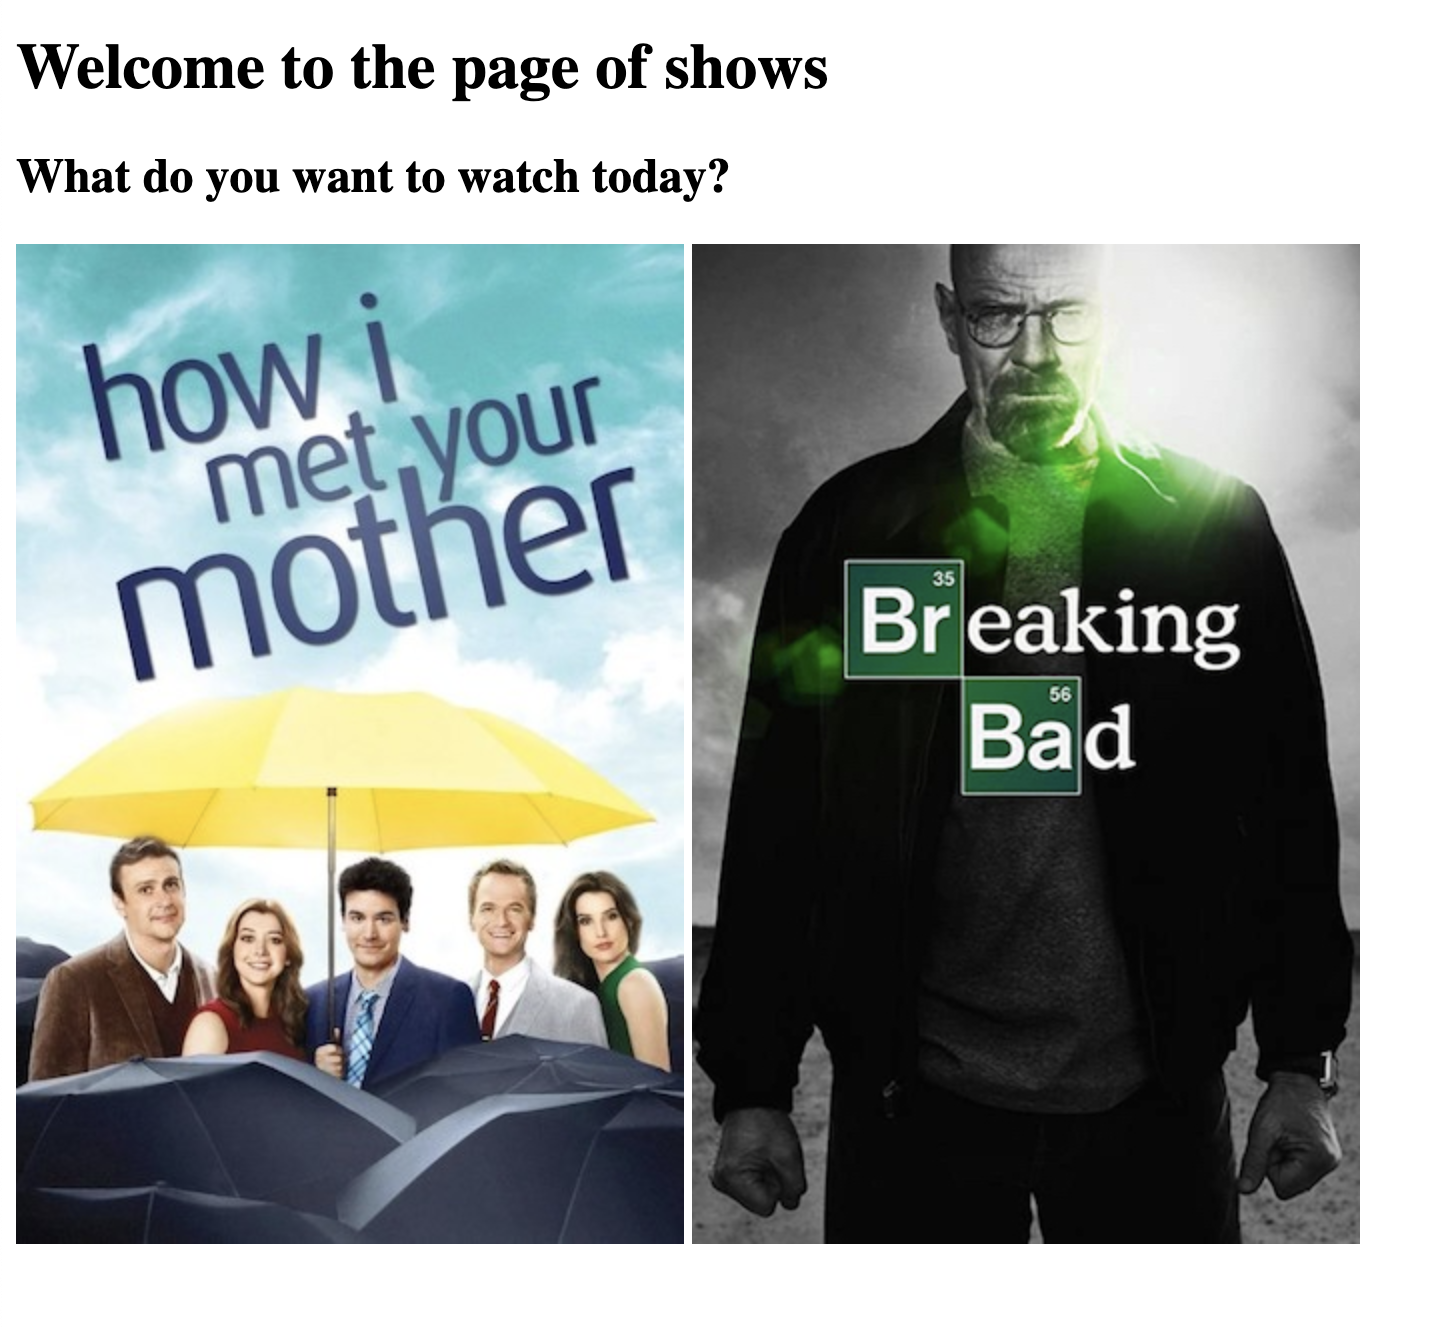 Welcome to the page of shows
What do you want to watch today?
how i
met your
mother
35
Breaking
56
Bad